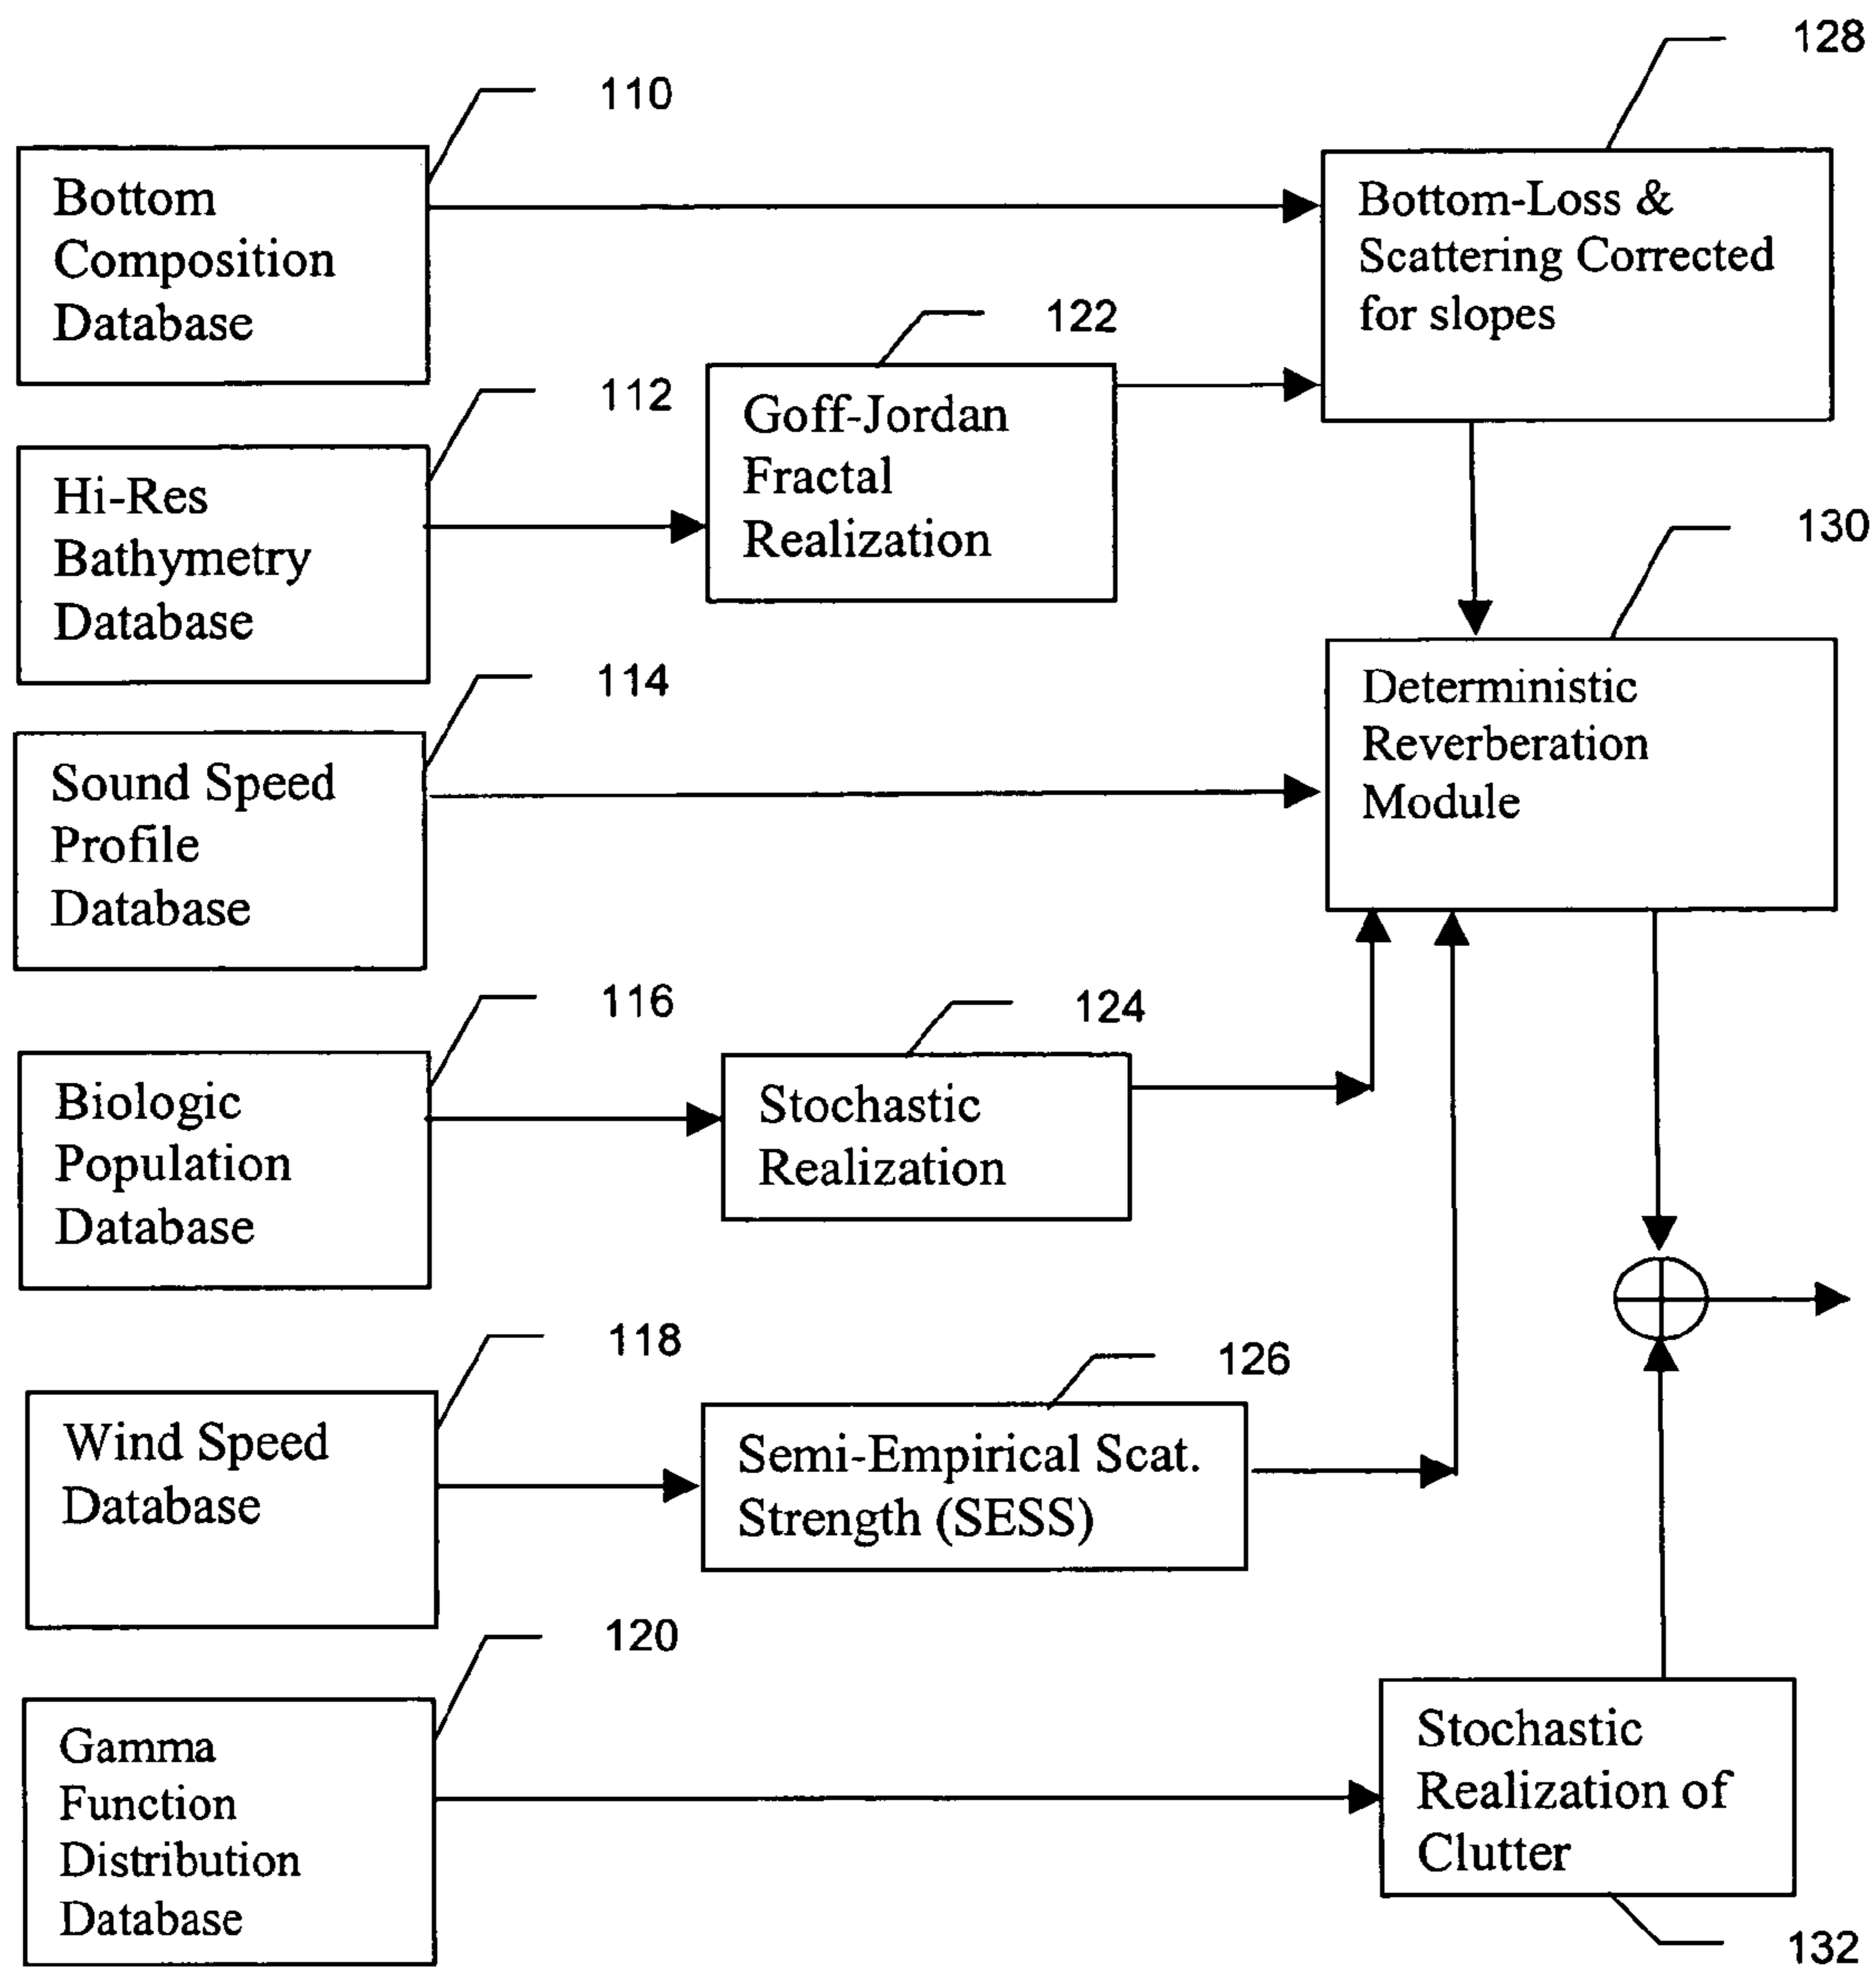 128
110
Bottom
Composition
Database
Bottom-Loss &
Scattering Corrected
for slopes
122
112
Goff-Jordan
Fractal
Realization
Hi-Res
Bathymetry
Database
130
114
Deterministic
Reverberation
Module
Sound Speed
Profile
Database
116
124
Biologic
Population
Database
Stochastic
Realization
118
126
Wind Speed
Database
Semi-Empirical Scat.
Strength (SESS)
120
Gamma
Function
Distribution
Database
Stochastic
Realization of
Clutter
132